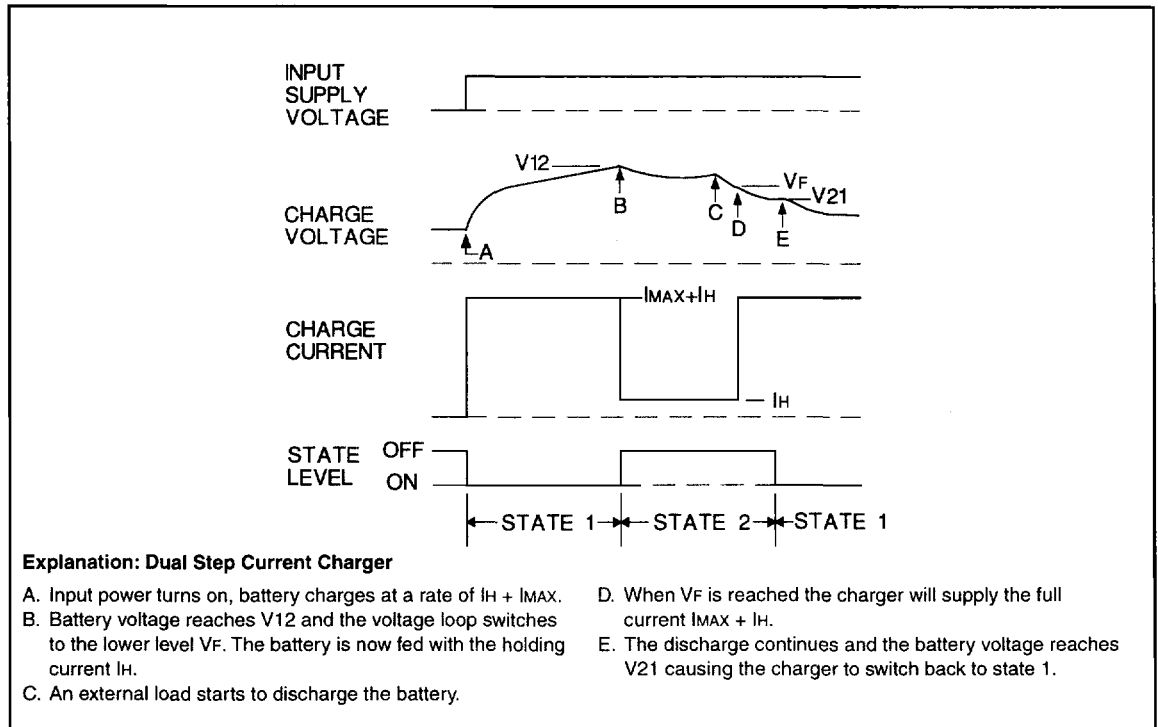 INPUT
SUPPLY
VOLTAGE
V12
VF
V21
B
C
D
E
CHARGE
VOLTAGE
A
IMAX+IH
CHARGE
CURRENT
IH
STATE
LEVEL
OFF
ON
STATE 1
STATE 2
STATE 1
Explanation: Dual Step Current Charger
A. Input power turns on, battery charges at a rate of IH + IMAX.
B. Battery voltage reaches V12 and the voltage loop switches
to the lower level VF. The battery is now fed with the holding
current IH.
C. An external load starts to discharge the battery.
D. When VF is reached the charger will supply the full
current IMAX + IH.
E. The discharge continues and the battery voltage reaches
V21 causing the charger to switch back to state 1.